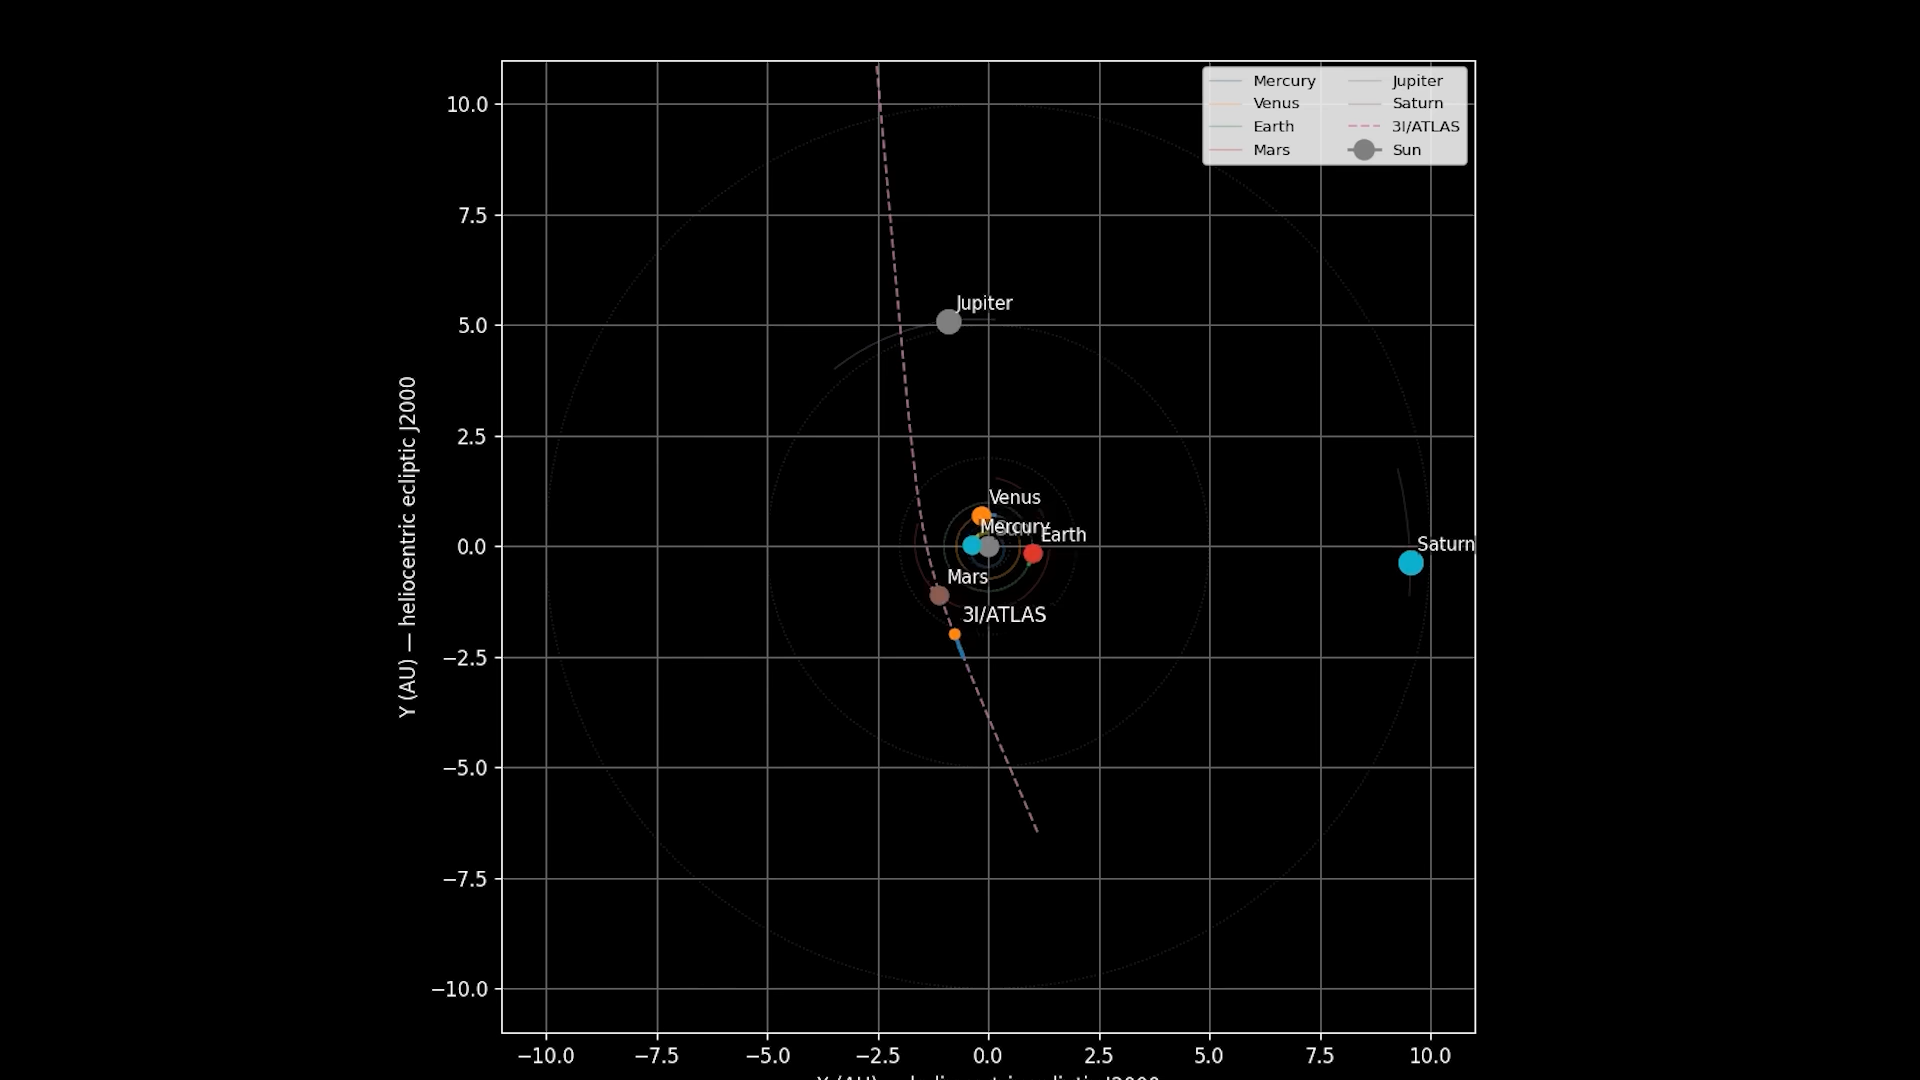 10.0
7.5
5.0
2.5
0.0
−2.5
−5.0
−7.5
−10.0
Y (AU) — heliocentric ecliptic J2000
Mercury
Venus
Earth
Mars
Jupiter
Saturn
3I/ATLAS
Sun
Jupiter
Venus
Mercury
Sun
Earth
Saturn
Mars
3I/ATLAS
−10.0 −7.5 −5.0 −2.5 0.0 2.5 5.0 7.5 10.0